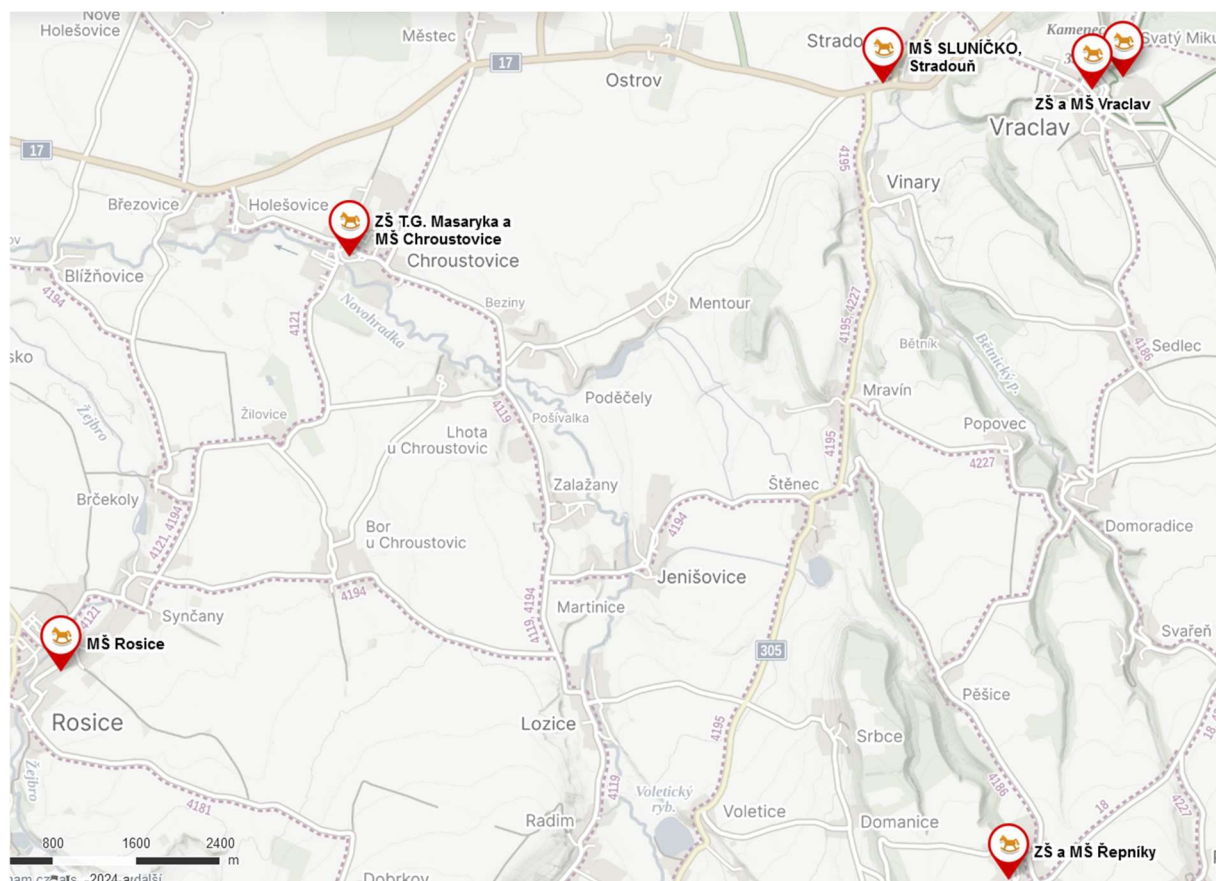 Nové
Holešovice
Městec
17
Ostrov
MŠ SLUNÍČKO,
Stradouň
Kamenec
Svatý Miku
ZŠ a MŠ Vraclav
Vraclav
17
4195
Vinary
Březovice
Holešovice
ZŠ T.G. Masaryka a
MŠ Chroustovice
Chroustovice
Blížňovice
4194
Novohradka
4121
Beziny
Mentour
4195, 4227
Bětník
Bětnický p.
4186
Sedlec
Žejbro
Žilovice
Poděčely
Pošívalka
4119
Mravín
Popovec
Lhota
u Chroustovic
4195
4227
Brčekoly
Zalažany
Štěnec
4121, 4194
Bor
u Chroustovic
4194
Domoradice
Jenišovice
4194
Martinice
4119, 4194
4121
Synčany
MŠ Rosice
305
Svařeň
Rosice
Lozice
4195
Srbce
Pěšice
Žejbro
4181
4119
Voletický
ryb.
Radim
Voletice
Domanice
4186
18
4227
800 1600 2400
m
ZŠ a MŠ Řepníky
Dobrkov